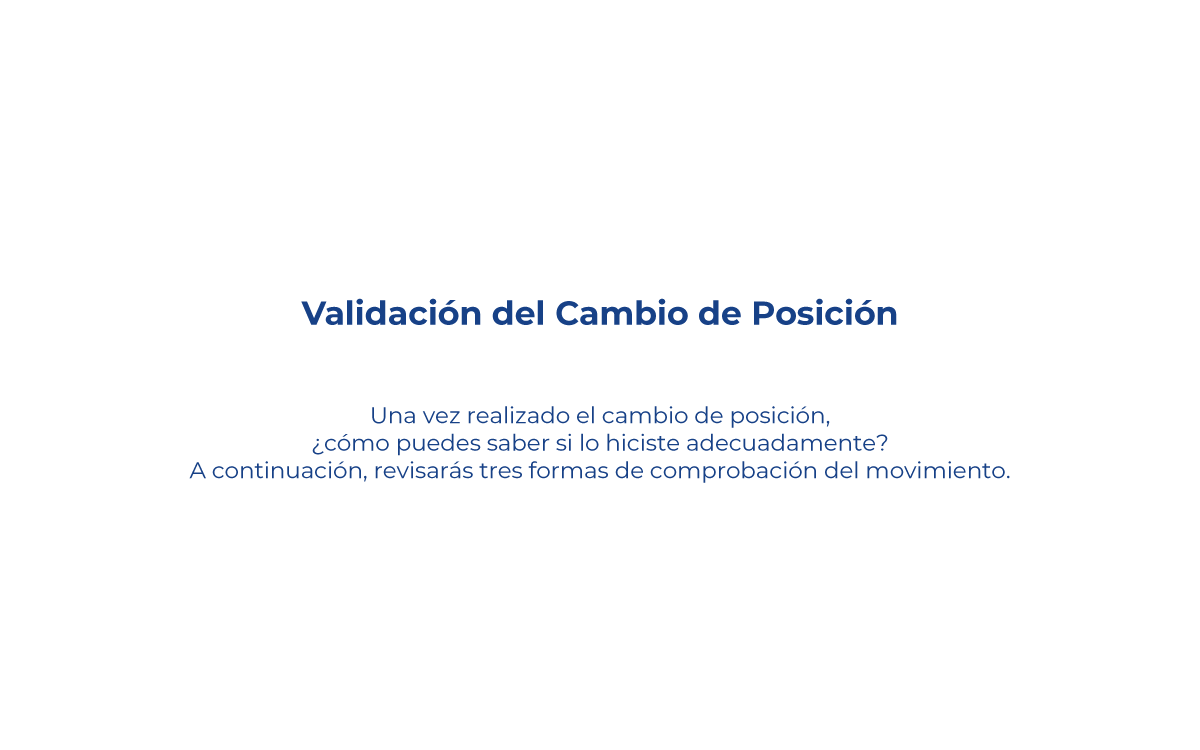 Validación del Cambio de Posición
Una vez realizado el cambio de posición,
¿cómo puedes saber si lo hiciste adecuadamente?
A continuación, revisarás tres formas de comprobación del movimiento.